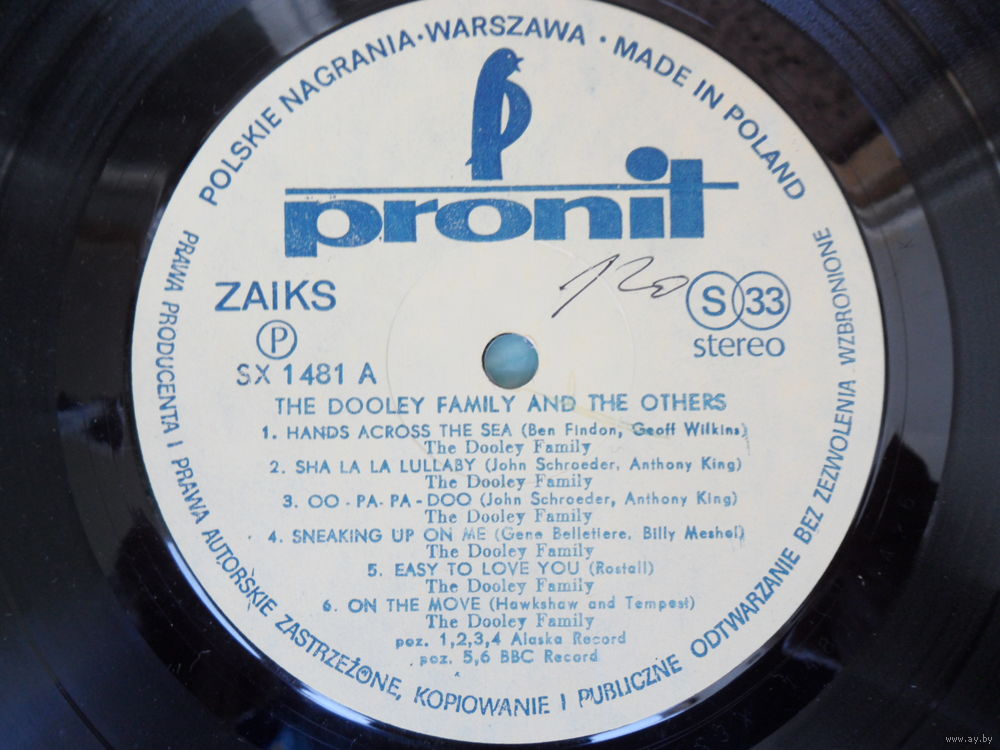 POLSKIE NAGRANIA · WARSZAWA · MADE IN POLAND
pronit
ZAIKS
120
S 33
stereo
P
SX 1481 A
THE DOOLEY FAMILY AND THE OTHERS
1. HANDS ACROSS THE SEA (Ben Findon, Geoff Wilkins)
The Dooley Family
2. SHA LA LA LULLABY (John Schroeder, Anthony King)
The Dooley Family
3. OO - PA - PA - DOO (John Schroeder, Anthony King)
The Dooley Family
4. SNEAKING UP ON ME (Gene Belletiere, Billy Meshel)
The Dooley Family
5. EASY TO LOVE YOU (Rostall)
The Dooley Family
6. ON THE MOVE (Hawkshaw and Tempest)
The Dooley Family
poz. 1,2,3,4 Alaska Record
poz. 5,6 BBC Record
PRAWA PRODUCENTA I PRAWA AUTORSKIE ZASTRZEŻONE, KOPIOWANIE I PUBLICZNE ODTWARZANIE BEZ ZEZWOLENIA WZBRONIONE
www.ay.by